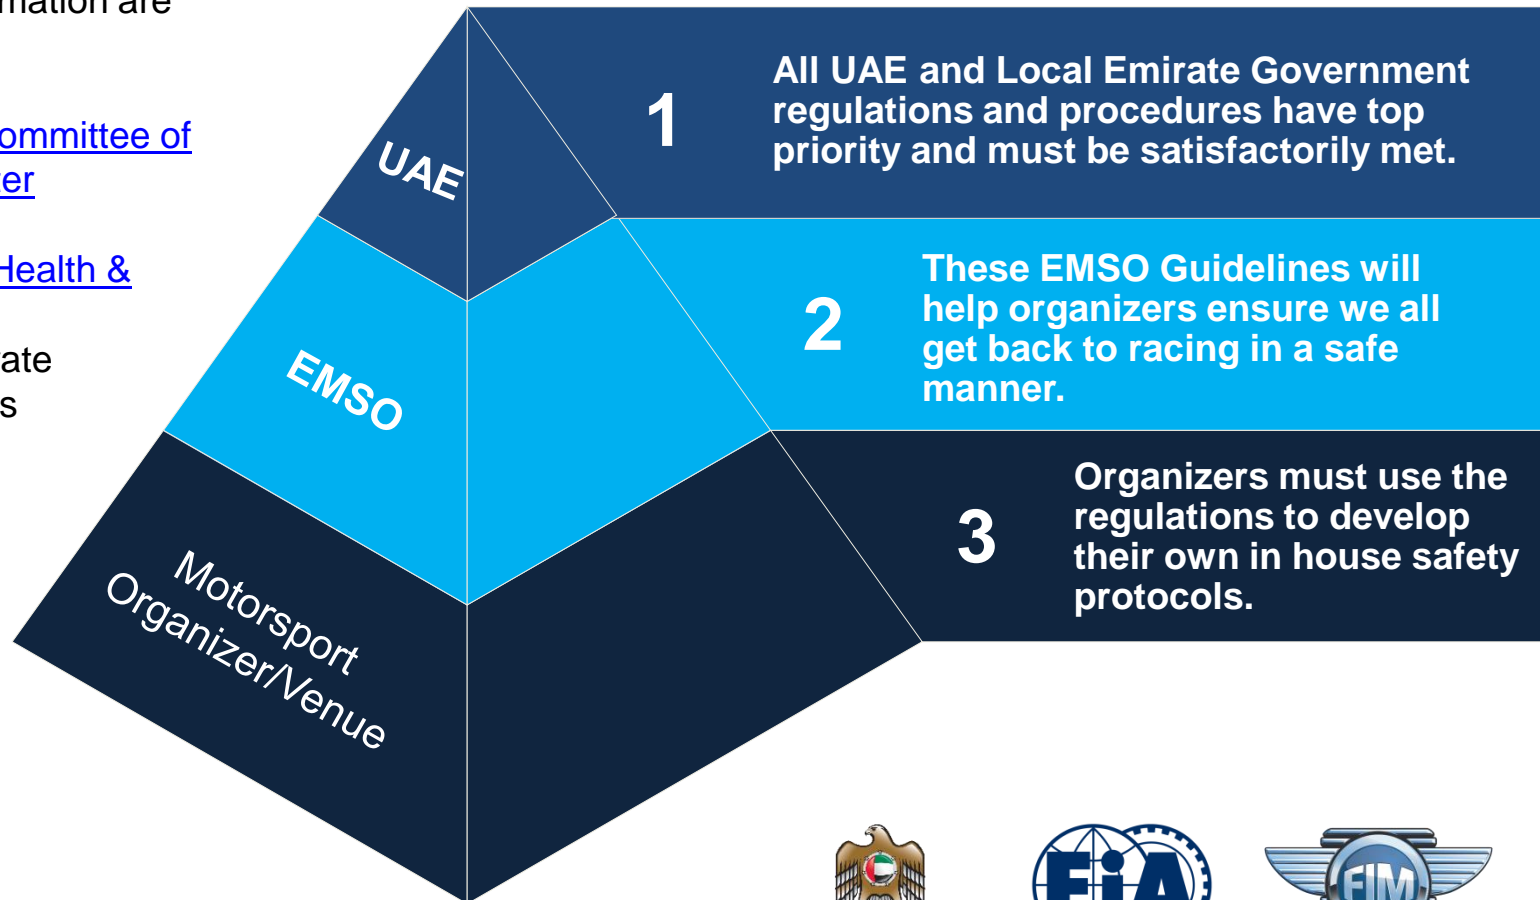 mation are
ommittee of
ter
Health &
rate
s
UAE
EMSO
Motorsport
Organizer/Venue
1
All UAE and Local Emirate Government
regulations and procedures have top
priority and must be satisfactorily met.
2
These EMSO Guidelines will
help organizers ensure we all
get back to racing in a safe
manner.
3
Organizers must use the
regulations to develop
their own in house safety
protocols.
FiA
FIM